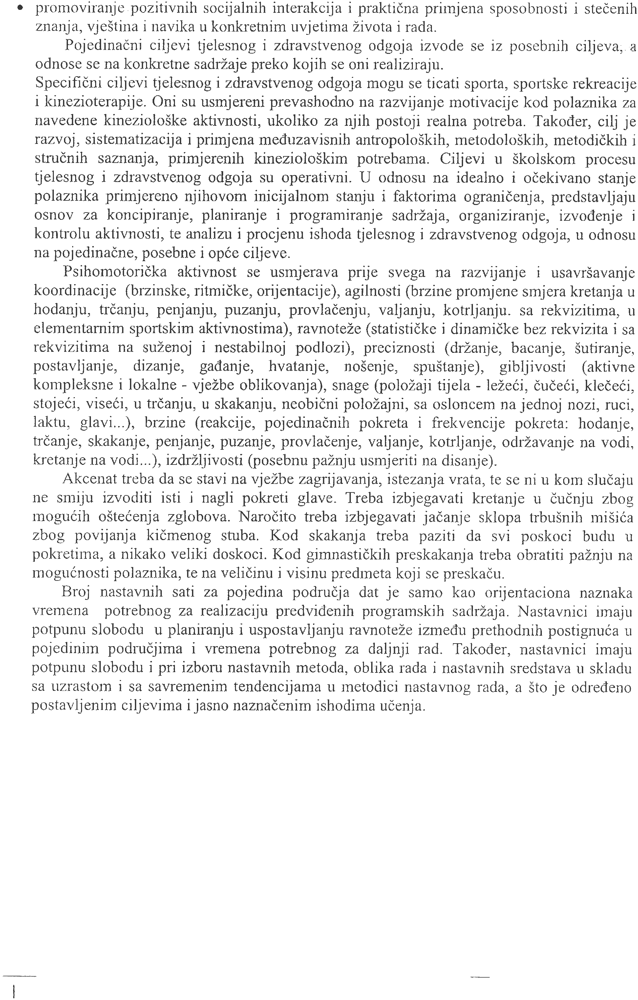 • promoviranje pozitivnih socijalnih interakcija i praktična primjena sposobnosti i stečenih
znanja, vještina i navika u konkretnim uvjetima života i rada.
Pojedinačni ciljevi tjelesnog i zdravstvenog odgoja izvode se iz posebnih ciljeva, a
odnose se na konkretne sadržaje preko kojih se oni realiziraju.
Specifični ciljevi tjelesnog i zdravstvenog odgoja mogu se ticati sporta, sportske rekreacije
i kinezioterapije. Oni su usmjereni prevashodno na razvijanje motivacije kod polaznika za
navedene kineziološke aktivnosti, ukoliko za njih postoji realna potreba. Također, cilj je
razvoj, sistematizacija i primjena međuzavisnih antropoloških, metodoloških, metodičkih i
stručnih saznanja, primjerenih kineziološkim potrebama. Ciljevi u školskom procesu
tjelesnog i zdravstvenog odgoja su operativni. U odnosu na idealno i očekivano stanje
polaznika primjereno njihovom inicijalnom stanju i faktorima ograničenja, predstavljaju
osnov za koncipiranje, planiranje i programiranje sadržaja, organiziranje, izvođenje i
kontrolu aktivnosti, te analizu i procjenu ishoda tjelesnog i zdravstvenog odgoja, u odnosu
na pojedinačne, posebne i opće ciljeve.
Psihomotorička aktivnost se usmjerava prije svega na razvijanje i usavršavanje
koordinacije (brzinske, ritmičke, orijentacije), agilnosti (brzine promjene smjera kretanja u
hodanju, trčanju, penjanju, puzanju, provlačenju, valjanju, kotrljanju. sa rekvizitima, u
elementarnim sportskim aktivnostima), ravnoteže (statističke i dinamičke bez rekvizita i sa
rekvizitima na suženoj i nestabilnoj podlozi), preciznosti (držanje, bacanje, šutiranje,
postavljanje, dizanje, gađanje, hvatanje, nošenje, spuštanje), gibljivosti (aktivne
kompleksne i lokalne - vježbe oblikovanja), snage (položaji tijela - ležeći, čučeći, klečeći,
stojeći, viseći, u trčanju, u skakanju, neobični položajni, sa osloncem na jednoj nozi, ruci,
laktu, glavi...), brzine (reakcije, pojedinačnih pokreta i frekvencije pokreta: hodanje,
trčanje, skakanje, penjanje, puzanje, provlačenje, valjanje, kotrljanje, održavanje na vodi,
kretanje na vodi...), izdržljivosti (posebnu pažnju usmjeriti na disanje).
Akcenat treba da se stavi na vježbe zagrijavanja, istezanja vrata, te se ni u kom slučaju
ne smiju izvoditi isti i nagli pokreti glave. Treba izbjegavati kretanje u čučnju zbog
mogućih oštećenja zglobova. Naročito treba izbjegavati jačanje sklopa trbušnih mišića
zbog povijanja kičmenog stuba. Kod skakanja treba paziti da svi poskoci budu u
pokretima, a nikako veliki doskoci. Kod gimnastičkih preskakanja treba obratiti pažnju na
mogućnosti polaznika, te na veličinu i visinu predmeta koji se preskaču.
Broj nastavnih sati za pojedina područja dat je samo kao orijentaciona naznaka
vremena potrebnog za realizaciju predviđenih programskih sadržaja. Nastavnici imaju
potpunu slobodu u planiranju i uspostavljanju ravnoteže između prethodnih postignuća u
pojedinim područjima i vremena potrebnog za daljnji rad. Također, nastavnici imaju
potpunu slobodu i pri izboru nastavnih metoda, oblika rada i nastavnih sredstava u skladu
sa uzrastom i sa savremenim tendencijama u metodici nastavnog rada, a što je određeno
postavljenim ciljevima i jasno naznačenim ishodima učenja.